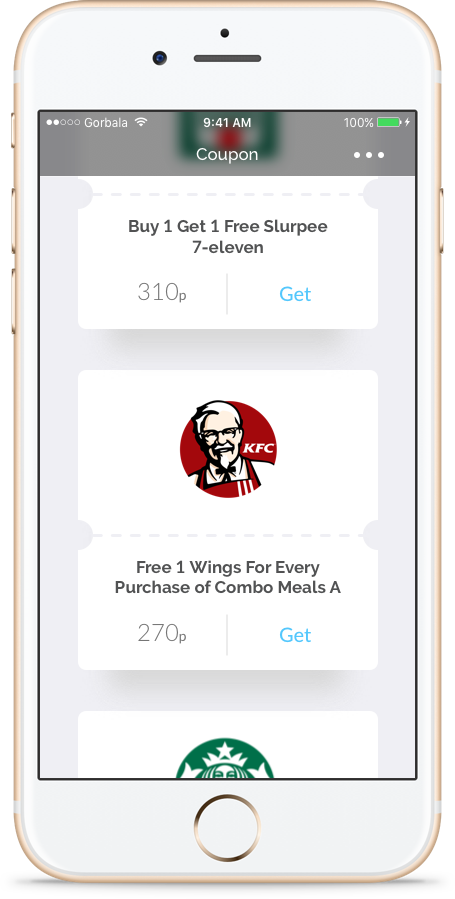 Gorbala 9:41 AM 100%
Coupon
Buy 1 Get 1 Free Slurpee
7-eleven
310p Get
KFC
Free 1 Wings For Every
Purchase of Combo Meals A
270p Get